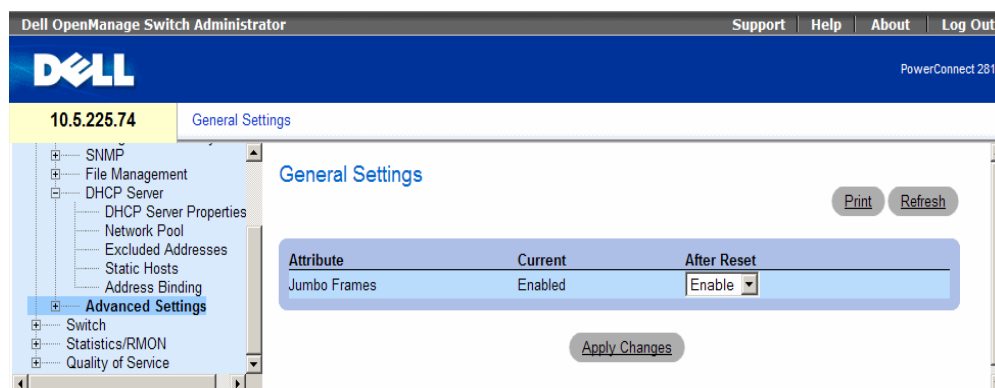 Dell OpenManage Switch Administrator
Support Help About Log Out
DELL
PowerConnect 281
10.5.225.74
General Settings
SNMP
File Management
DHCP Server
DHCP Server Properties
Network Pool
Excluded Addresses
Static Hosts
Address Binding
Advanced Settings
Switch
Statistics/RMON
Quality of Service
General Settings
Print Refresh
Attribute Current After Reset
Jumbo Frames Enabled Enable
Apply Changes